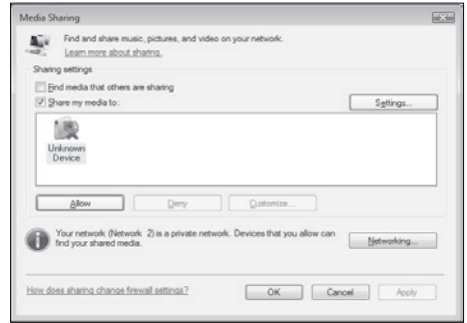 Media Sharing
Find and share music, pictures, and video on your network.
Learn more about sharing.
Sharing settings
Find media that others are sharing
Share my media to:
Settings...
Unknown
Device
Allow
Deny
Customize...
Your network (Network 2) is a private network. Devices that you allow can
find your shared media.
Networking...
How does sharing change firewall settings?
OK
Cancel
Apply